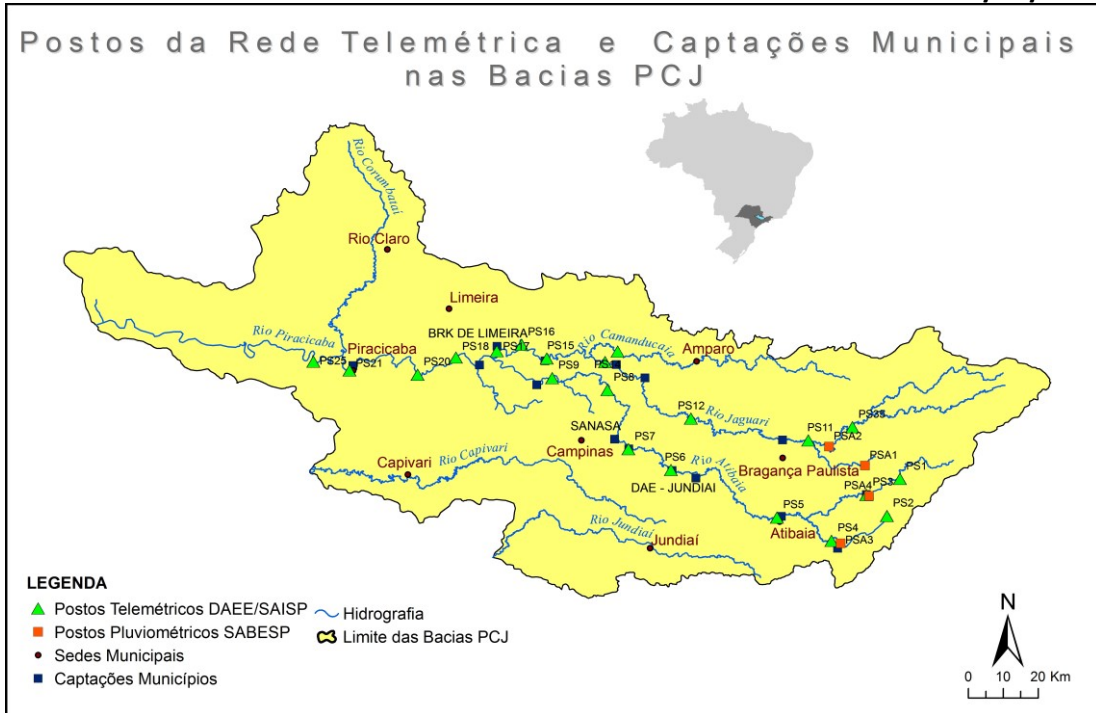 Postos da Rede Telemétrica e Captações Municipais
nas Bacias PCJ
Rio Corumbataí
Rio Claro
Limeira
BRK DE LIMEIRA
PS16
Rio Camanducaia
PS18
PS17
PS15
Amparo
Rio Piracicaba
Piracicaba
PS20
PS9
PS8
PS25
PS21
PS12
Rio Jaguari
PS38
SANASA
PS11
PSA2
Campinas
PS7
Bragança Paulista
PSA1
Capivari
Rio Capivari
PS6
Rio Atibaia
PS1
DAE - JUNDIAI
PSA4
PS3
PS5
PS2
Rio Jundiaí
Jundiaí
Atibaia
PS4
PSA3
LEGENDA
Postos Telemétricos DAEE/SAISP
Hidrografia
Postos Pluviométricos SABESP
Limite das Bacias PCJ
Sedes Municipais
Captações Municípios
N
0 10 20 Km